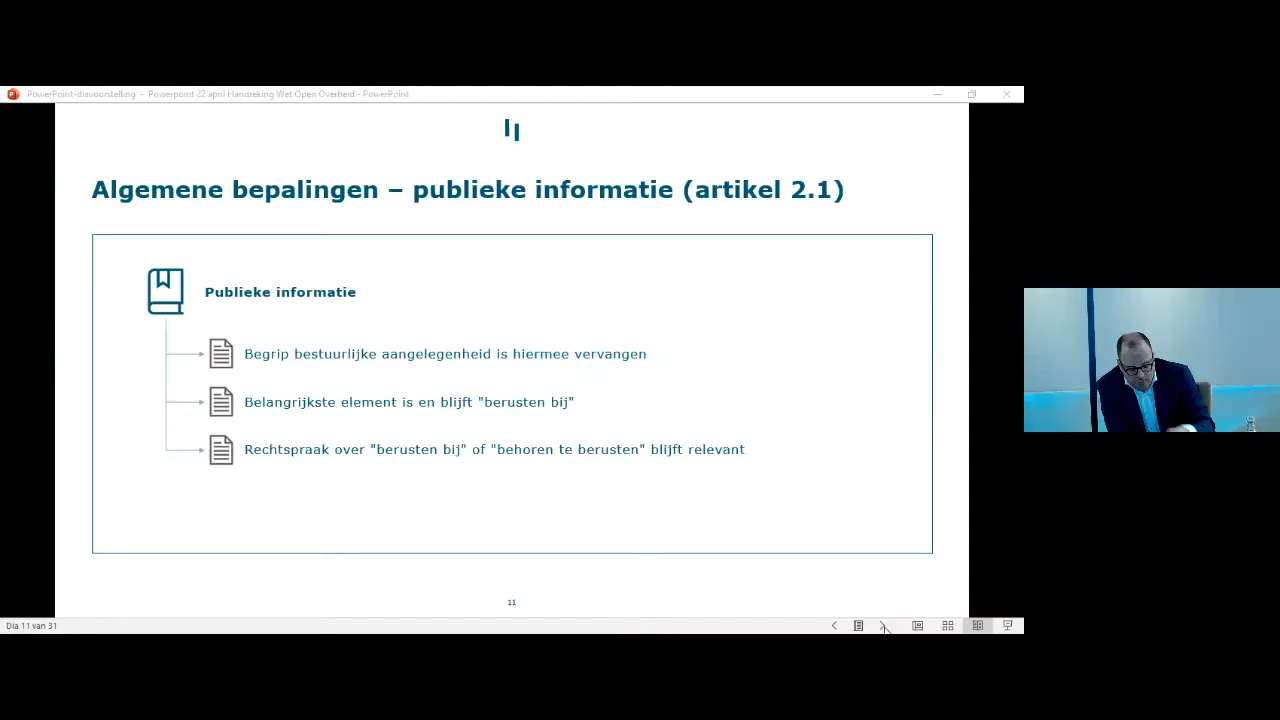 PowerPoint-diavoorstelling - Powerpoint 22 april Handreking Wet Open Overheid - PowerPoint
Algemene bepalingen – publieke informatie (artikel 2.1)
Publieke informatie
Begrip bestuurlijke aangelegenheid is hiermee vervangen
Belangrijkste element is en blijft "berusten bij"
Rechtspraak over "berusten bij" of "behoren te berusten" blijft relevant
11
Dia 11 van 31